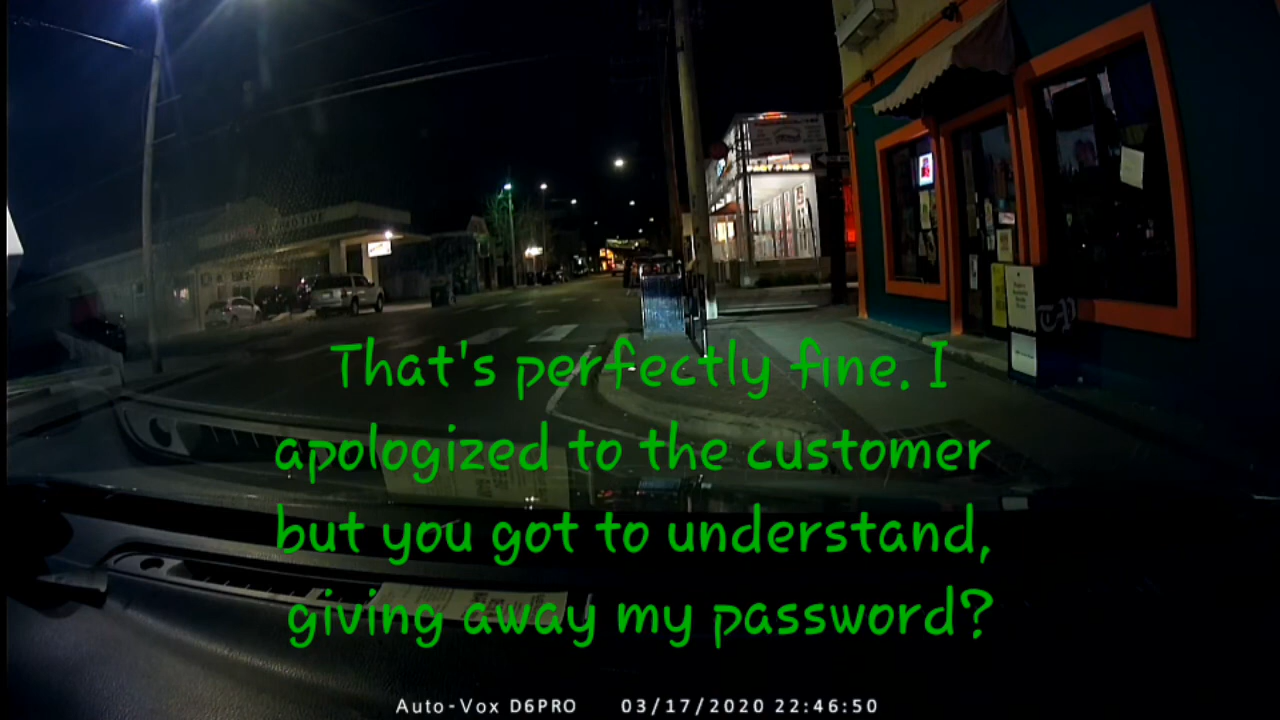 That's perfectly fine. I
apologized to the customer
but you got to understand,
giving away my password?
Auto-Vox D6PRO 03/17/2020 22:46:50